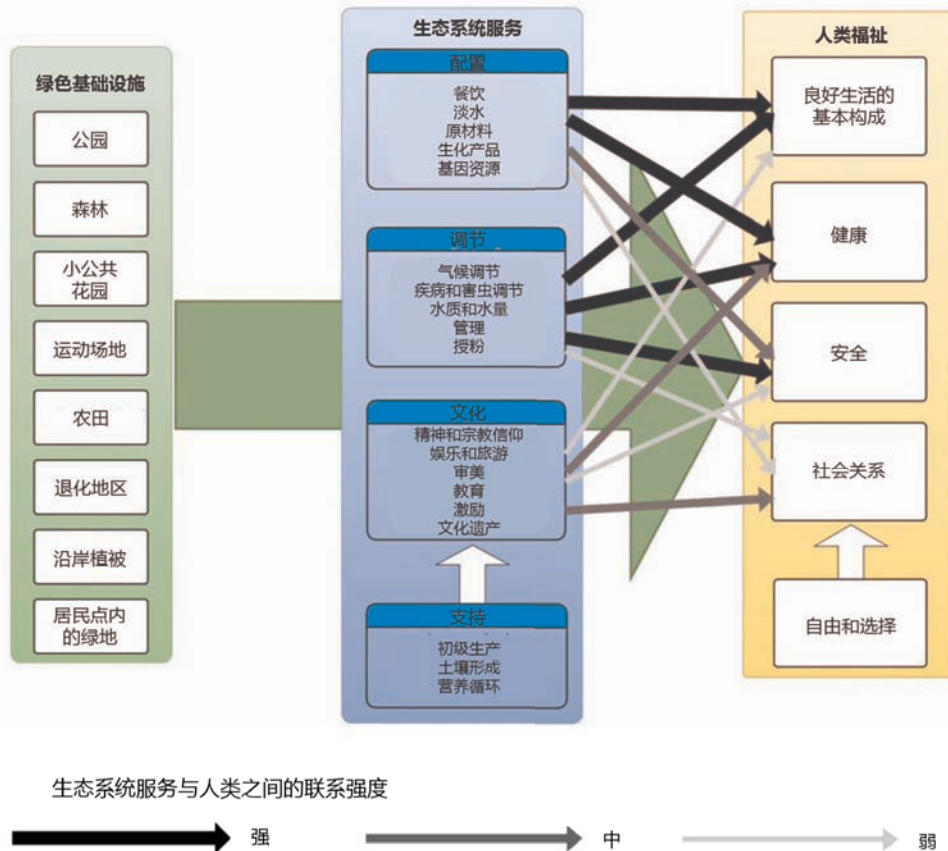 绿色基础设施
公园
森林
小公共
花园
运动场地
农田
退化地区
沿岸植被
居民点内
的绿地
生态系统服务
配置
餐饮
淡水
原材料
生化产品
基因资源
调节
气候调节
疾病和害虫调节
水质和水量
管理
授粉
文化
精神和宗教信仰
娱乐和旅游
审美
教育
激励
文化遗产
支持
初级生产
土壤形成
营养循环
人类福祉
良好生活的
基本构成
健康
安全
社会关系
自由和选择
生态系统服务与人类之间的联系强度
强
中
弱